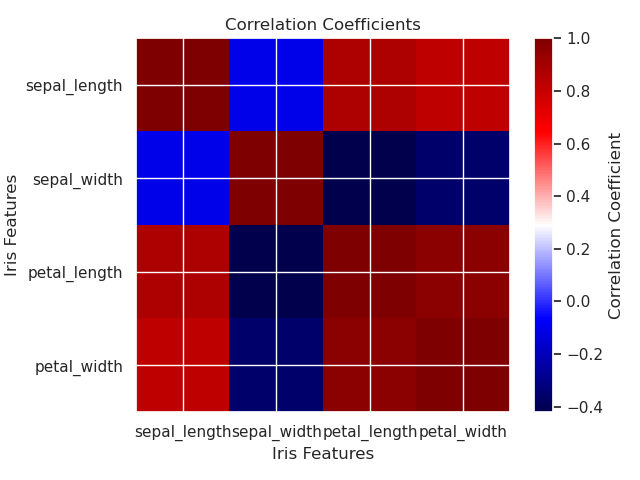 Correlation Coefficients
sepal_length
sepal_width
petal_length
petal_width
Iris Features
sepal_length sepal_width petal_length petal_width
Iris Features
1.0
0.8
0.6
0.4
0.2
0.0
−0.2
−0.4
Correlation Coefficient